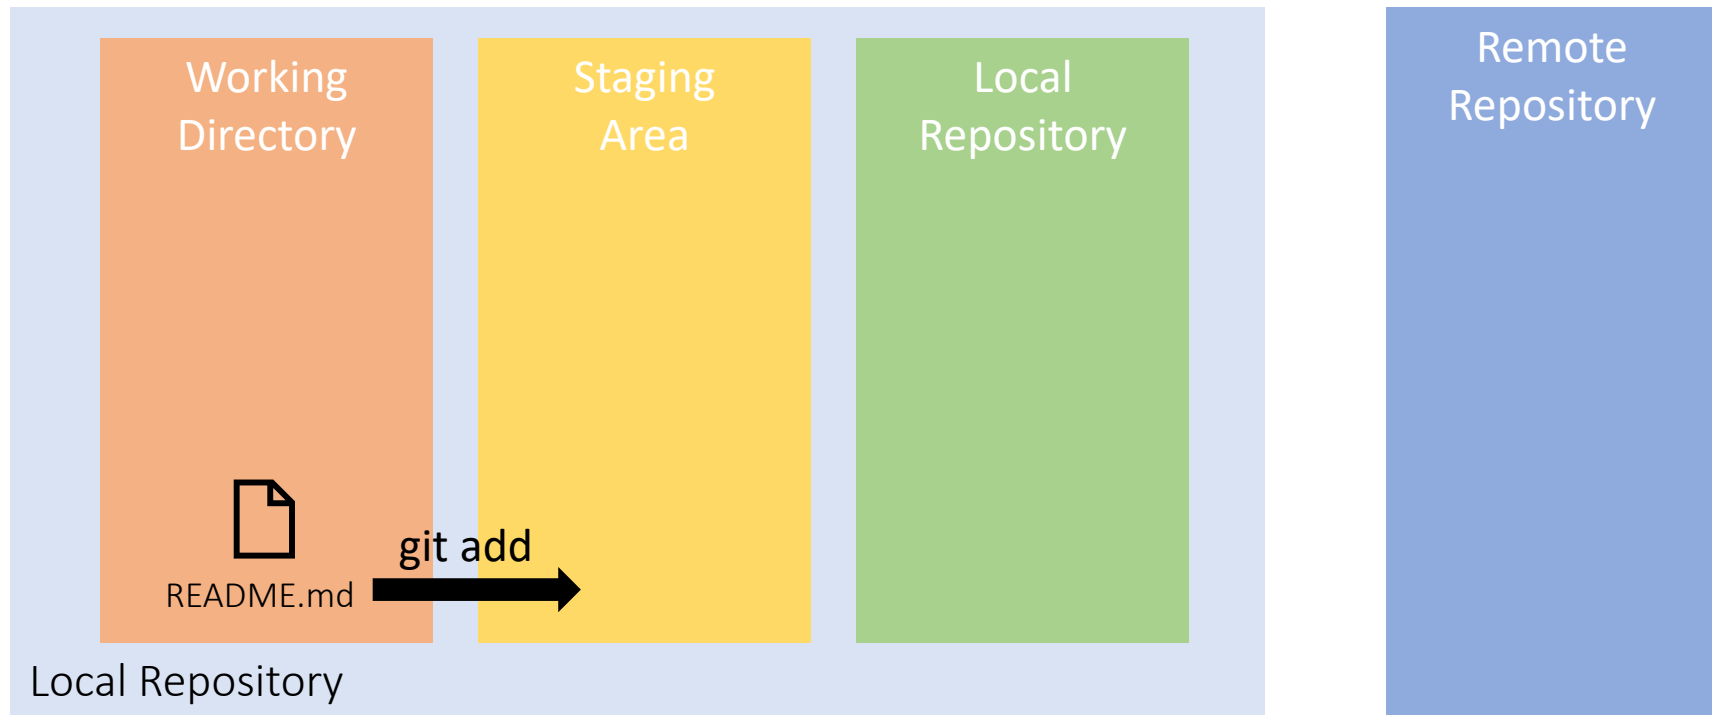 Working
Directory
Staging
Area
Local
Repository
Remote
Repository
git add
README.md
Local Repository